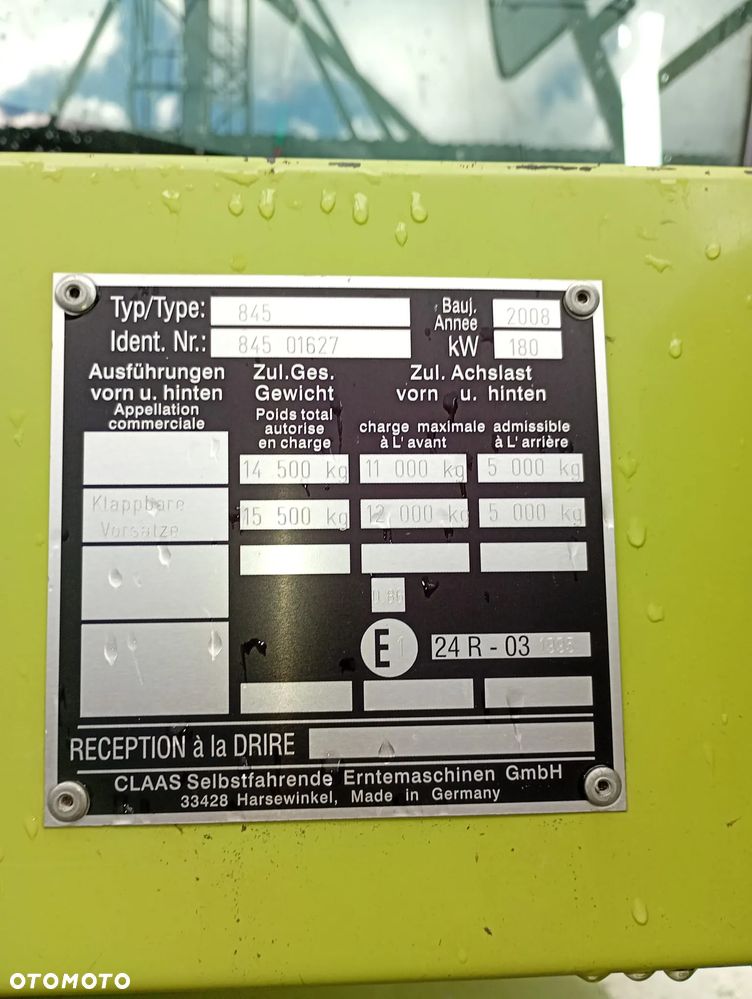 Typ/Type: 845 Bauj. Annee 2008
Ident. Nr.: 845 01627 kW 180
Ausführungen Zul.Ges. Zul. Achslast
vorn u. hinten Gewicht vorn u. hinten
Appellation commerciale Poids total autorise en charge charge maximale admissible à L'avant à L'arrière
14 500 kg 11 000 kg 5 000 kg
Klappbare Vorsätze 15 500 kg 12 000 kg 5 000 kg
0.66
E1 24 R - 03
RECEPTION à la DRIRE
CLAAS Selbstfahrende Erntemaschinen GmbH
33428 Harsewinkel, Made in Germany
OTOMOTO